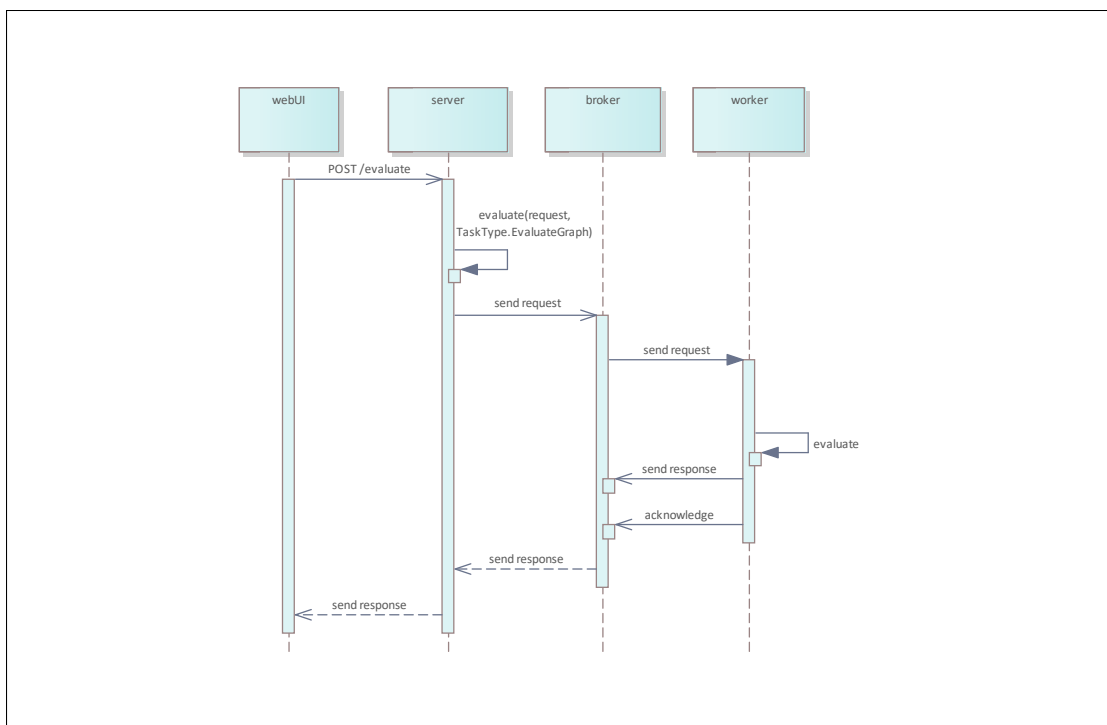 webUI
server
broker
worker
POST /evaluate
evaluate(request,
TaskType.EvaluateGraph)
send request
send request
evaluate
send response
acknowledge
send response
send response